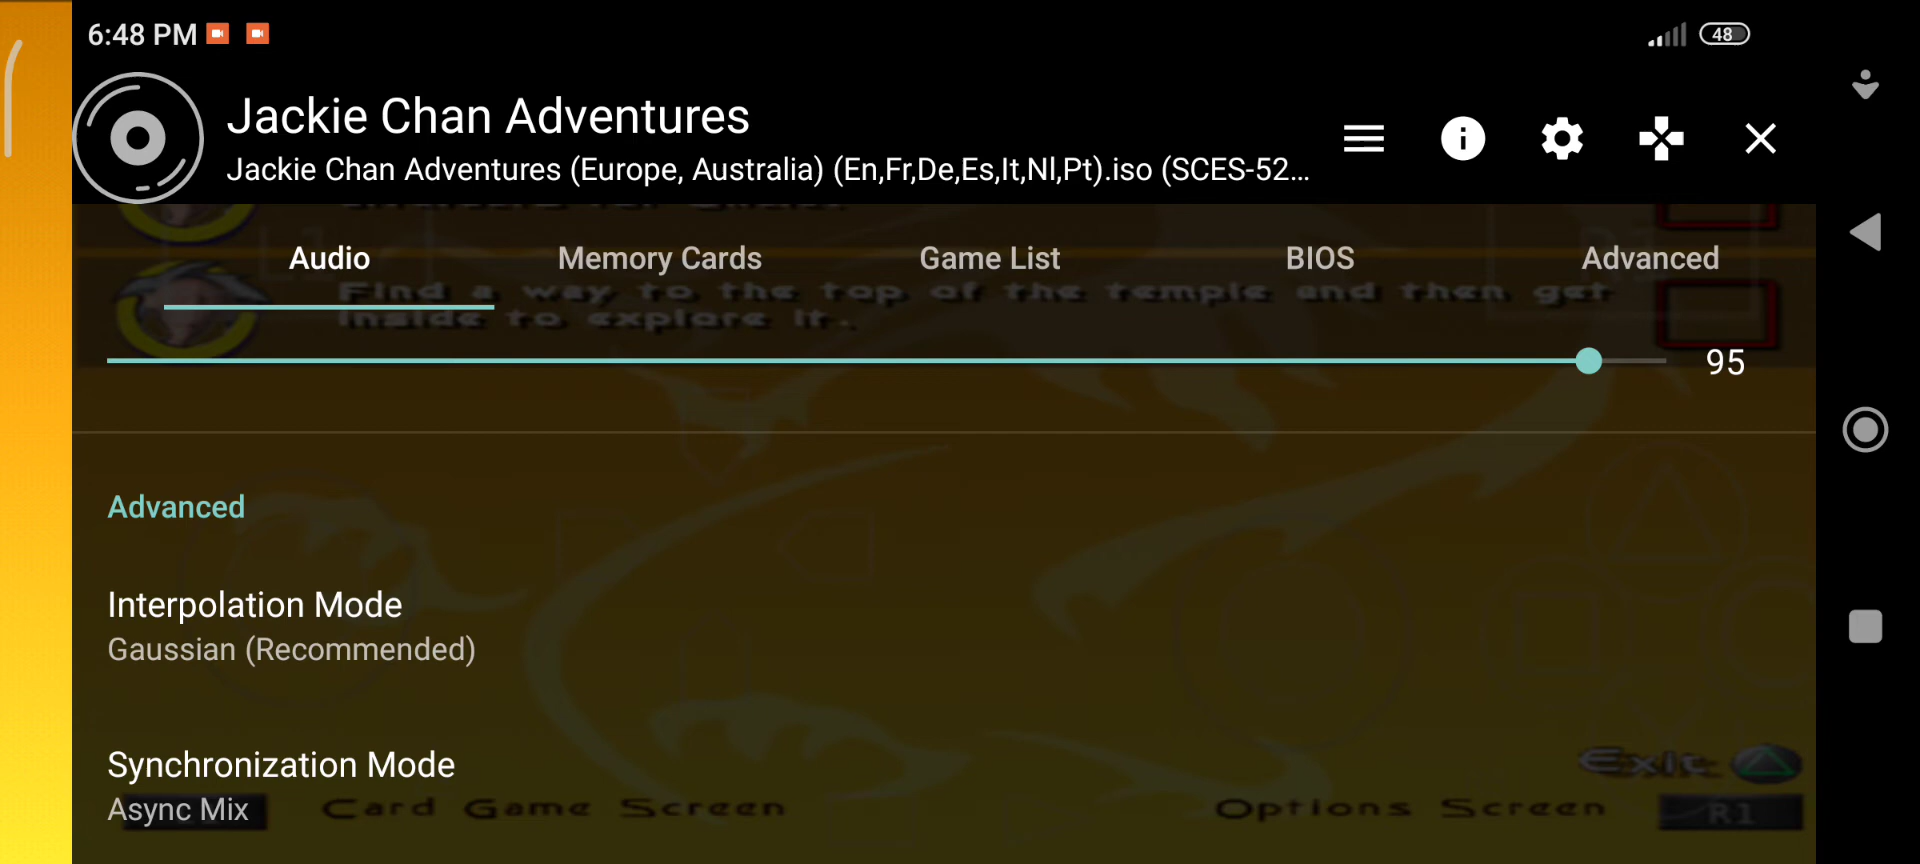 6:48 PM
48
Jackie Chan Adventures
Jackie Chan Adventures (Europe, Australia) (En,Fr,De,Es,It,Nl,Pt).iso (SCES-52...
Audio Memory Cards Game List BIOS Advanced
Find a way to the top of the temple and then get
inside to explore it.
95
Advanced
Interpolation Mode
Gaussian (Recommended)
Synchronization Mode
Exit
Async Mix
Card Game Screen Options Screen R1